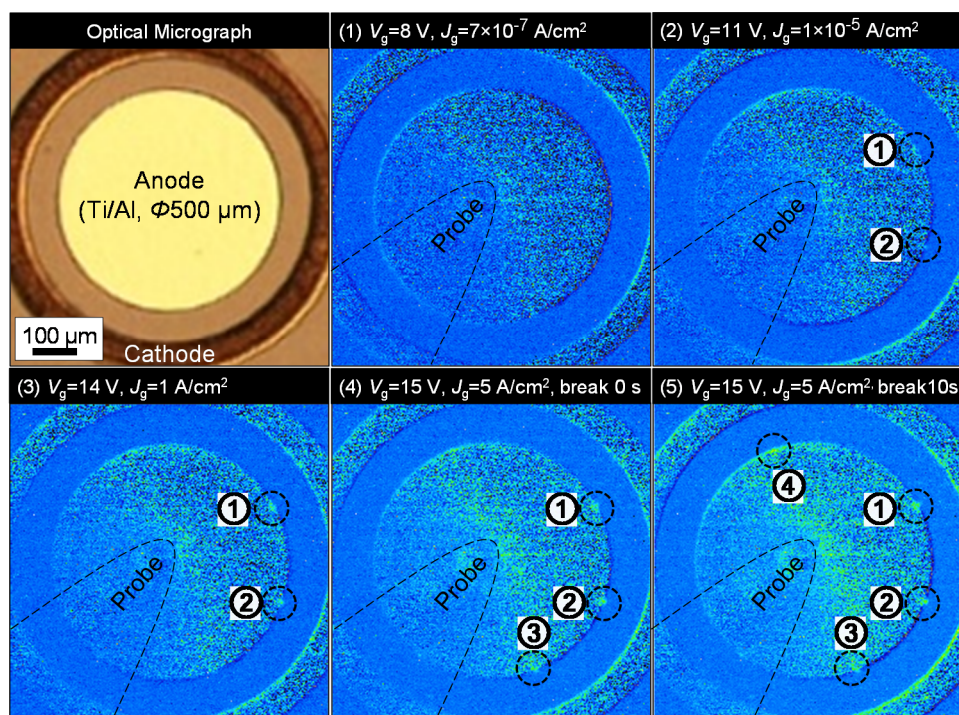 Optical Micrograph
Anode
(Ti/Al, Φ500 μm)
100 μm
Cathode
(1) Vg=8 V, Jg=7×10⁻⁷ A/cm²
Probe
(2) Vg=11 V, Jg=1×10⁻⁵ A/cm²
1
2
Probe
(3) Vg=14 V, Jg=1 A/cm²
1
2
Probe
(4) Vg=15 V, Jg=5 A/cm², break 0 s
1
2
3
Probe
(5) Vg=15 V, Jg=5 A/cm², break10s
4
1
2
3
Probe